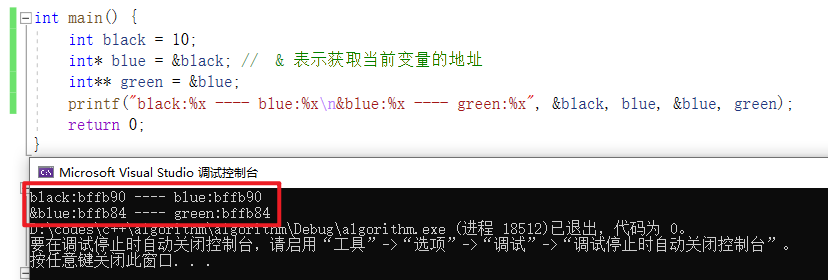 int main() {
int black = 10;
int* blue = &black; // & 表示获取当前变量的地址
int** green = &blue;
printf("black:%x ---- blue:%x\n&blue:%x ---- green:%x", &black, blue, &blue, green);
return 0;
}
Microsoft Visual Studio 调试控制台
black:bffb90 ---- blue:bffb90
&blue:bffb84 ---- green:bffb84
D:\codes\c++\algorithm\algorithm\Debug\algorithm.exe (进程 18512)已退出，代码为 0。
要在调试停止时自动关闭控制台，请启用“工具”->“选项”->“调试”->“调试停止时自动关闭控制台”。
按任意键关闭此窗口. . .